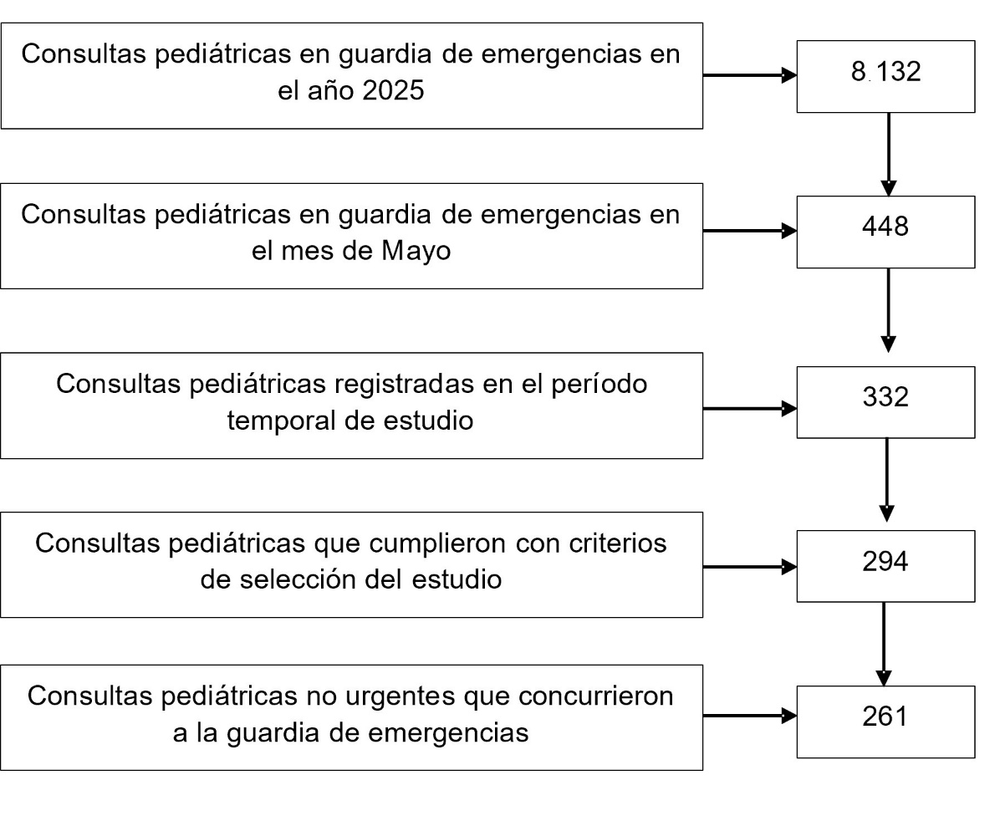 Consultas pediátricas en guardia de emergencias en
el año 2025
8.132
Consultas pediátricas en guardia de emergencias en
el mes de Mayo
448
Consultas pediátricas registradas en el período
temporal de estudio
332
Consultas pediátricas que cumplieron con criterios
de selección del estudio
294
Consultas pediátricas no urgentes que concurrieron
a la guardia de emergencias
261